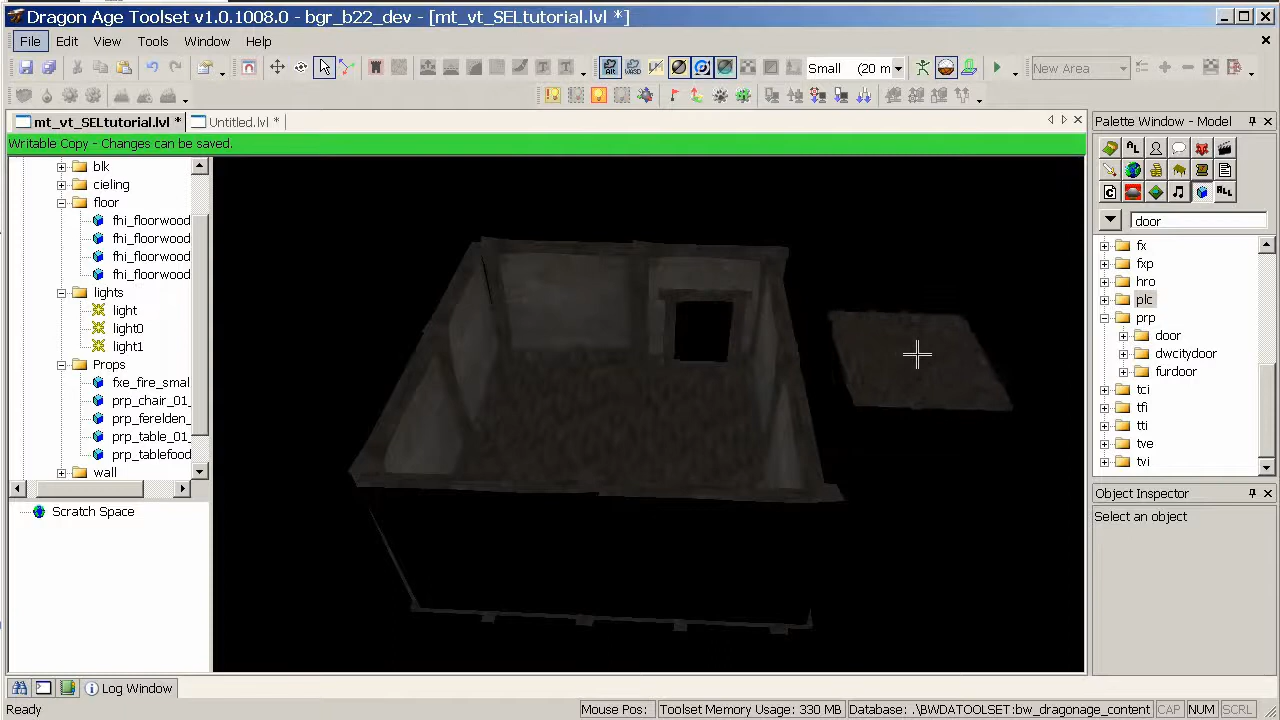 Dragon Age Toolset v1.0.1008.0 - bgr_b22_dev - [mt_vt_SELtutorial.lvl *]
File Edit View Tools Window Help
Alt WASD Small (20 m New Area
mt_vt_SELtutorial.lvl * Untitled.lvl *
Palette Window - Model
Writable Copy - Changes can be saved.
blk
cieling
floor
fhi_floorwood
fhi_floorwood
fhi_floorwood
fhi_floorwood
lights
light
light0
light1
Props
fxe_fire_smal
prp_chair_01_
prp_ferelden_
prp_table_01_
prp_tablefood
wall
Scratch Space
door
fx
fxp
hro
plc
prp
door
dwcitydoor
furdoor
tci
tfi
tti
tve
tvi
Object Inspector
Select an object
Log Window
Ready
Mouse Pos: Toolset Memory Usage: 330 MB Database: .\BWDATOOLSET:bw_dragonage_content CAP NUM SCRL